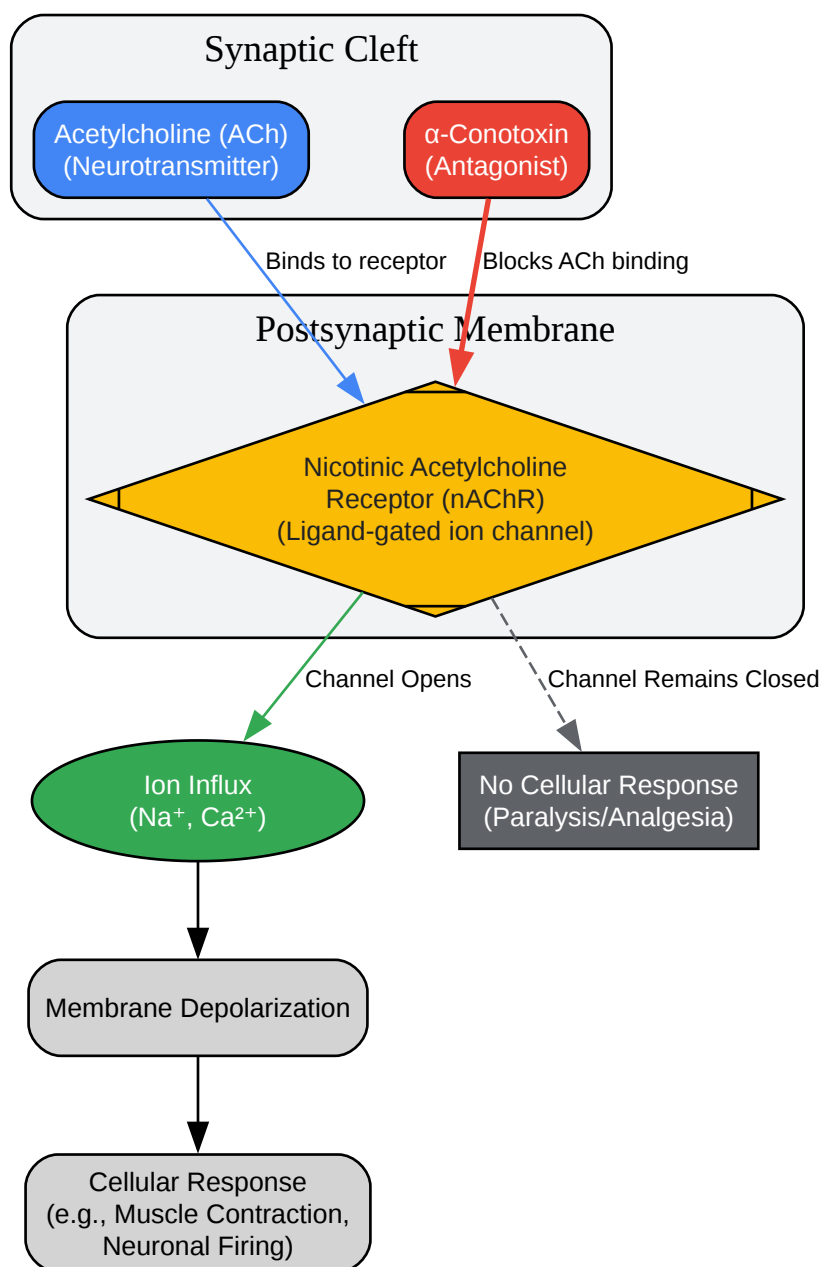 Synaptic Cleft
Acetylcholine (ACh)
(Neurotransmitter)
α-Conotoxin
(Antagonist)
Binds to receptor
Blocks ACh binding
Postsynaptic Membrane
Nicotinic Acetylcholine
Receptor (nAChR)
(Ligand-gated ion channel)
Channel Opens
Channel Remains Closed
Ion Influx
(Na⁺, Ca²⁺)
No Cellular Response
(Paralysis/Analgesia)
Membrane Depolarization
Cellular Response
(e.g., Muscle Contraction,
Neuronal Firing)